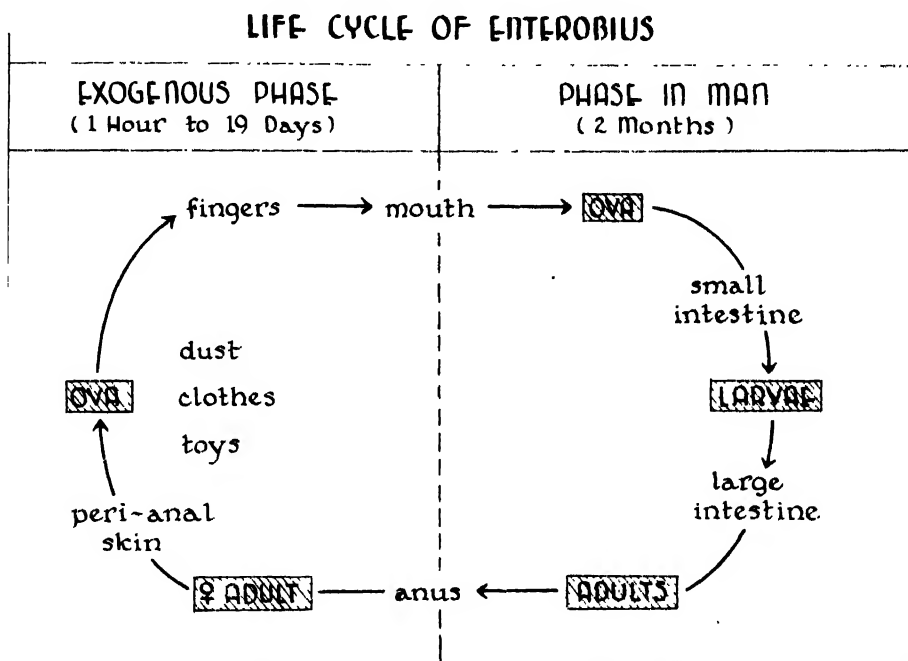 LIFE CYCLE OF ENTEROBIUS
EXOGENOUS PHASE
(1 Hour to 19 Days)
PHASE IN MAN
(2 Months)
fingers
mouth
OVA
small
intestine
LARVAE
large
intestine
ADULTS
anus
♀ ADULT
peri-anal
skin
OVA
dust
clothes
toys